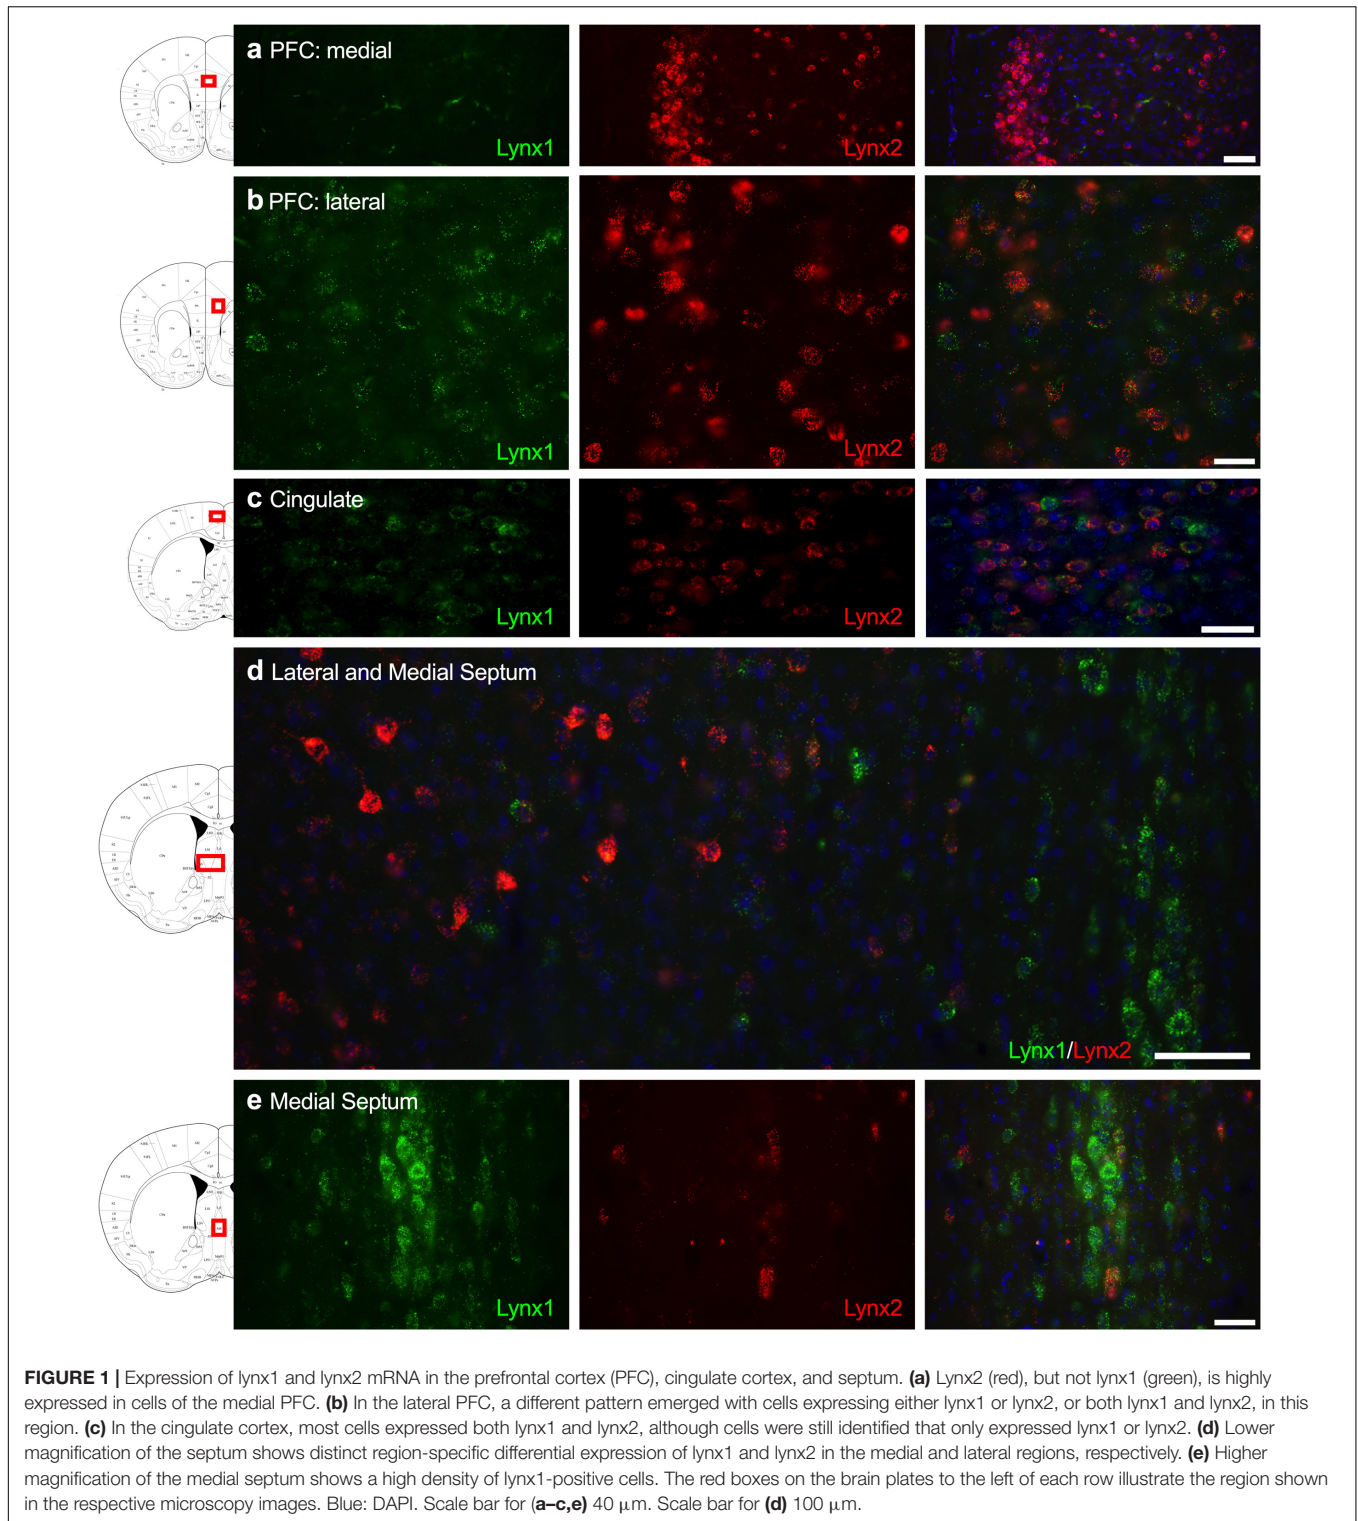 a PFC: medial
Lynx1
Lynx2
b PFC: lateral
Lynx1
Lynx2
c Cingulate
Lynx1
Lynx2
d Lateral and Medial Septum
Lynx1/Lynx2
e Medial Septum
Lynx1
Lynx2
FIGURE 1 | Expression of lynx1 and lynx2 mRNA in the prefrontal cortex (PFC), cingulate cortex, and septum. (a) Lynx2 (red), but not lynx1 (green), is highly
expressed in cells of the medial PFC. (b) In the lateral PFC, a different pattern emerged with cells expressing either lynx1 or lynx2, or both lynx1 and lynx2, in this
region. (c) In the cingulate cortex, most cells expressed both lynx1 and lynx2, although cells were still identified that only expressed lynx1 or lynx2. (d) Lower
magnification of the septum shows distinct region-specific differential expression of lynx1 and lynx2 in the medial and lateral regions, respectively. (e) Higher
magnification of the medial septum shows a high density of lynx1-positive cells. The red boxes on the brain plates to the left of each row illustrate the region shown
in the respective microscopy images. Blue: DAPI. Scale bar for (a–c,e) 40 μm. Scale bar for (d) 100 μm.